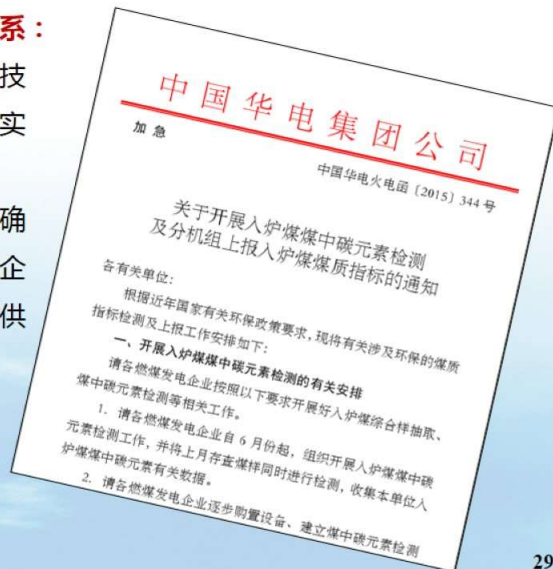 系：
技
实
确
企
供
中国华电集团公司
加 急
中国华电火电函〔2015〕344 号
关于开展入炉煤煤中碳元素检测
及分机组上报入炉煤煤质指标的通知
各有关单位：
根据近年国家有关环保政策要求，现将有关涉及环保的煤质
指标检测及上报工作安排如下：
一、开展入炉煤煤中碳元素检测的有关安排
请各燃煤发电企业按照以下要求开展好入炉煤综合样抽取、
煤中碳元素检测等相关工作。
1. 请各燃煤发电企业自 6 月份起，组织开展入炉煤煤中碳
元素检测工作，并将上月存查煤样同时进行检测，收集本单位入
炉煤煤中碳元素有关数据。
2. 请各燃煤发电企业逐步购置设备、建立煤中碳元素检测
29